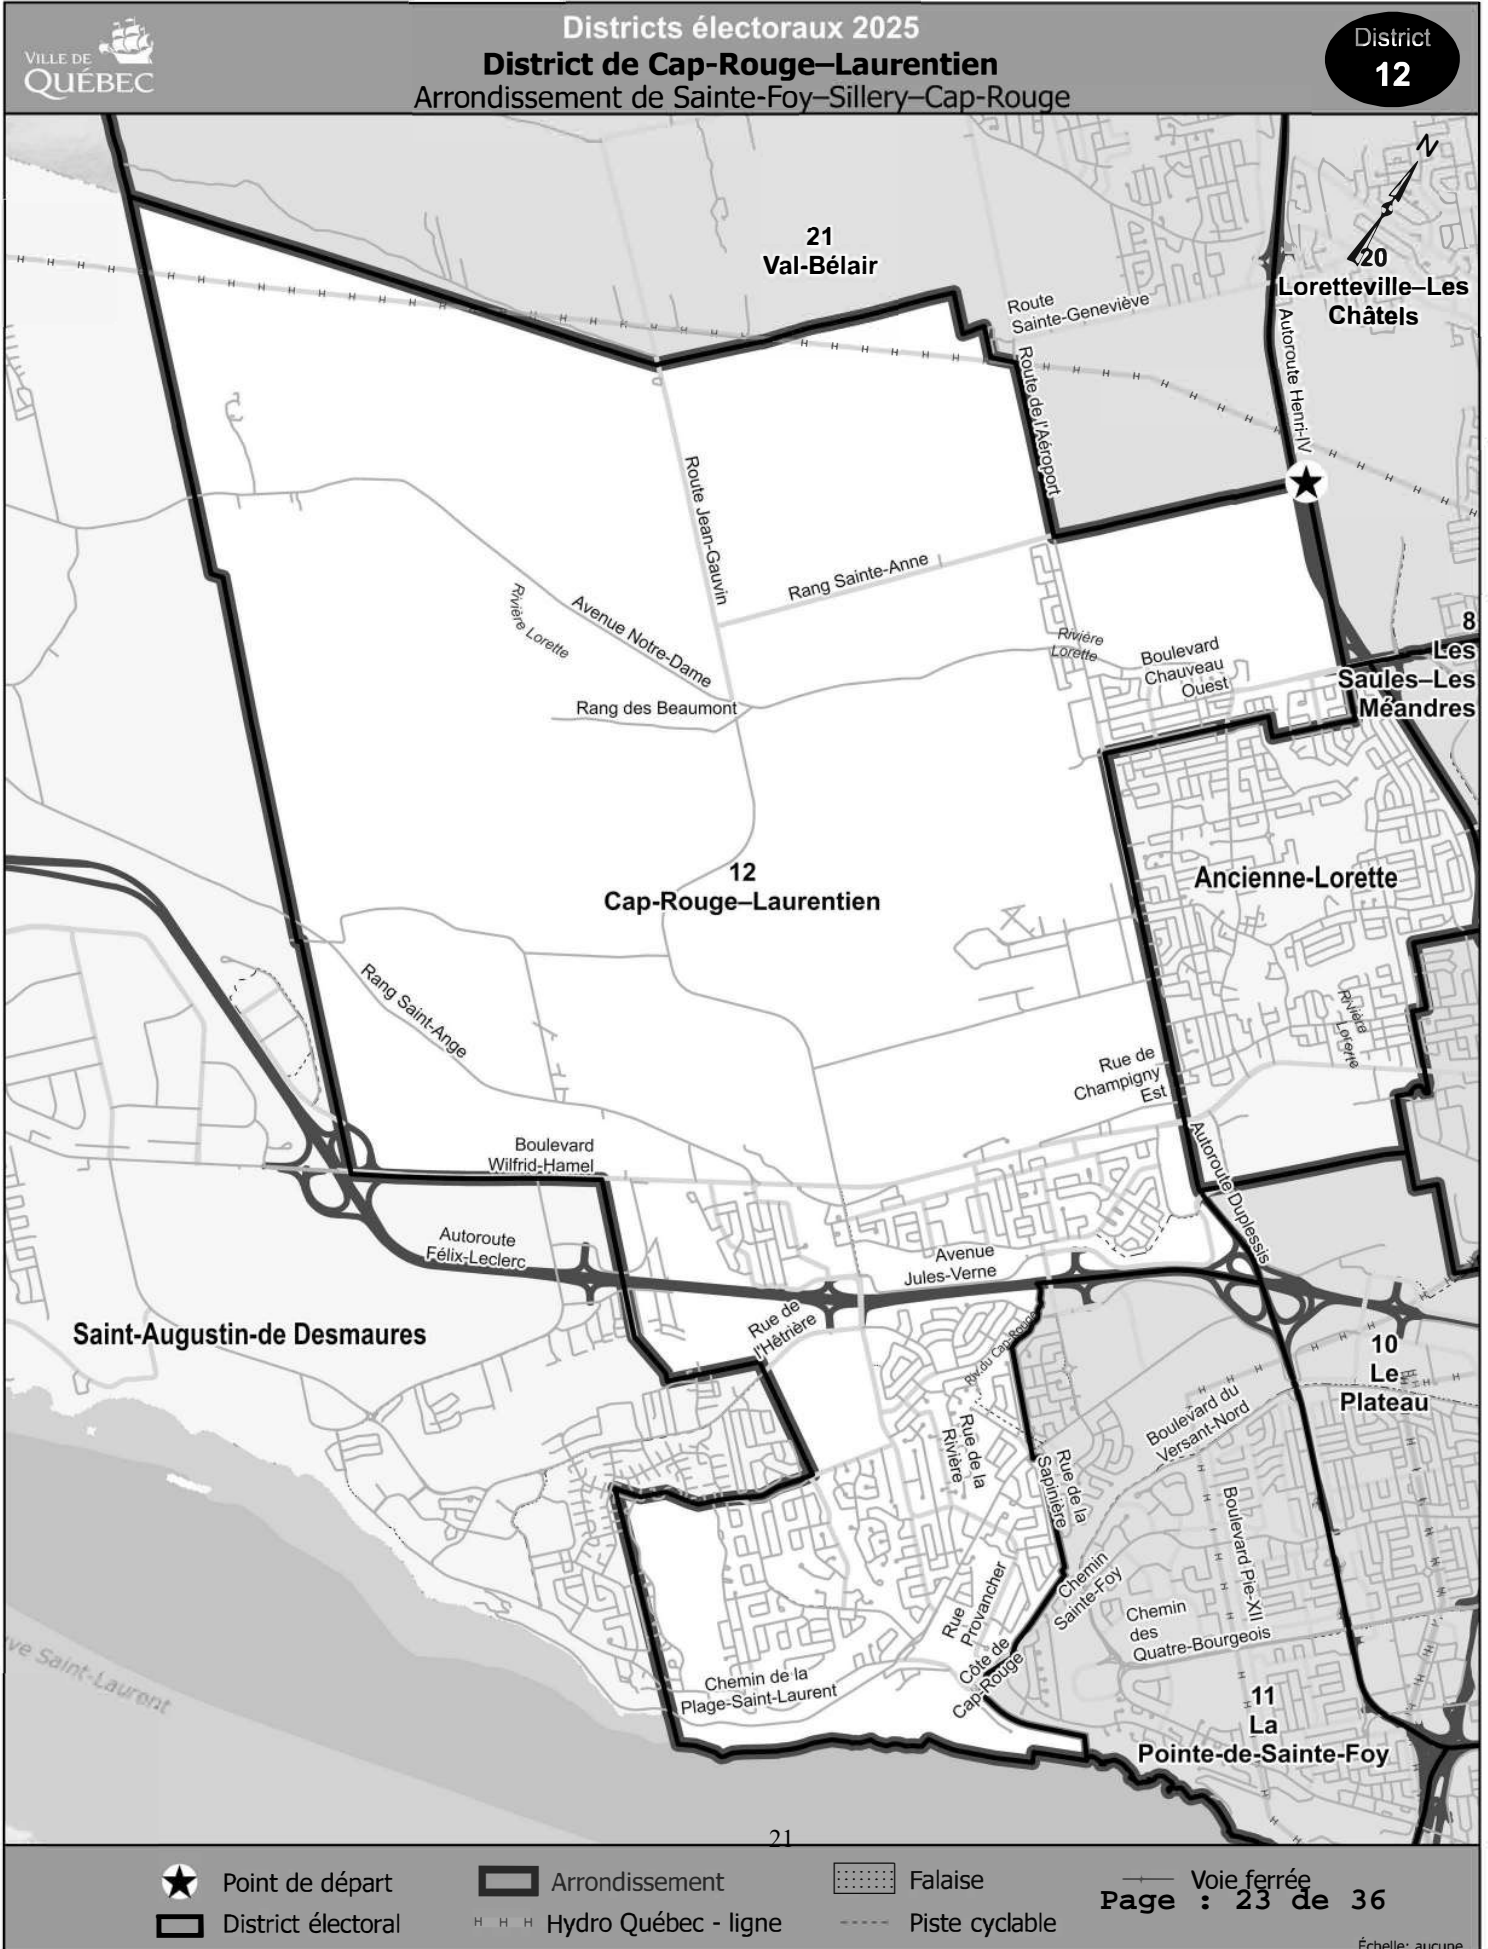 VILLE DE
QUÉBEC
Districts électoraux 2025
District de Cap-Rouge–Laurentien
Arrondissement de Sainte-Foy–Sillery–Cap-Rouge
District
12
N
21
Val-Bélair
20
Loretteville–Les
Châtels
Route
Sainte-Geneviève
Route de l'Aéroport
Autoroute Henri-IV
Route Jean-Gauvin
Rang Sainte-Anne
Rivière
Lorette
Avenue Notre-Dame
Rang des Beaumont
Rivière
Lorette
Boulevard
Chauveau
Ouest
8
Les
Saules–Les
Méandres
12
Cap-Rouge–Laurentien
Ancienne-Lorette
Rivière
Lorette
Rang Saint-Ange
Rue de
Champigny
Est
Boulevard
Wilfrid-Hamel
Autoroute Duplessis
Autoroute
Félix-Leclerc
Avenue
Jules-Verne
Rue de
l'Hêtrière
Riv. du Cap-Rouge
Saint-Augustin-de Desmaures
10
Le
Plateau
Boulevard du
Versant-Nord
Rue de la
Rivière
Rue de la
Sapinière
Boulevard Pie-XII
Chemin
Sainte-Foy
Rue
Provancher
Chemin
des
Quatre-Bourgeois
Côte de
Cap-Rouge
Chemin de la
Plage-Saint-Laurent
uve Saint-Laurent
11
La
Pointe-de-Sainte-Foy
21
Point de départ
Arrondissement
Falaise
Voie ferrée
District électoral
Hydro Québec - ligne
Piste cyclable
Page : 23 de 36
Échelle: aucune